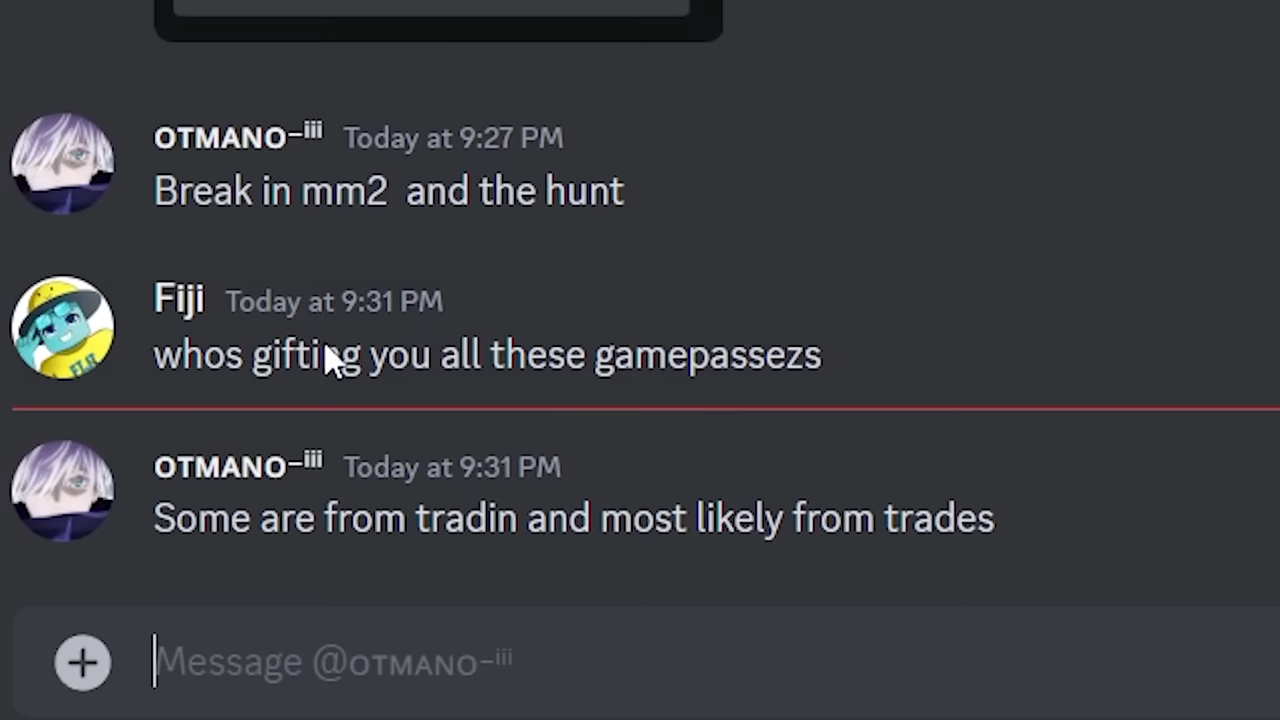 OTMANO-ⁱⁱⁱ Today at 9:27 PM
Break in mm2  and the hunt
Fiji Today at 9:31 PM
whos gifting you all these gamepassezs
OTMANO-ⁱⁱⁱ Today at 9:31 PM
Some are from tradin and most likely from trades
Message @OTMANO-ⁱⁱⁱ